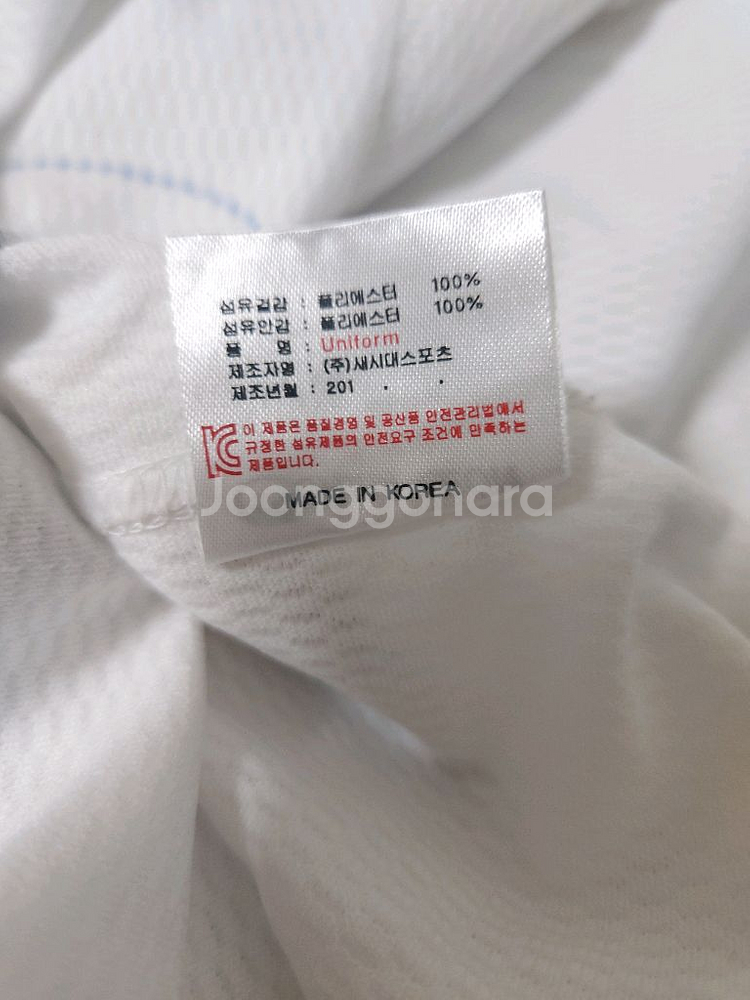 섬유겉감 : 폴리에스터 100%
섬유안감 : 폴리에스터 100%
품 명 : Uniform
제조자명 : (주)새시대스포츠
제조년월 : 201 . .
이 제품은 품질경영 및 공산품 안전관리법에서
규정한 섬유제품의 안전요구 조건에 만족하는
제품입니다.
MADE IN KOREA
Joonggonara